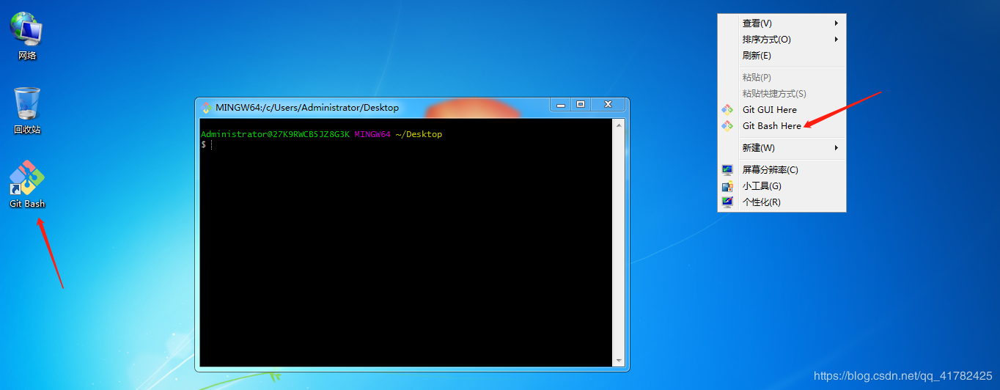 网络
回收站
Git Bash
MINGW64:/c/Users/Administrator/Desktop
Administrator@27K9RWCB5JZ8G3K MINGW64 ~/Desktop
$
查看(V)
排序方式(O)
刷新(E)
粘贴(P)
粘贴快捷方式(S)
Git GUI Here
Git Bash Here
新建(W)
屏幕分辨率(C)
小工具(G)
个性化(R)
https://blog.csdn.net/qq_41782425